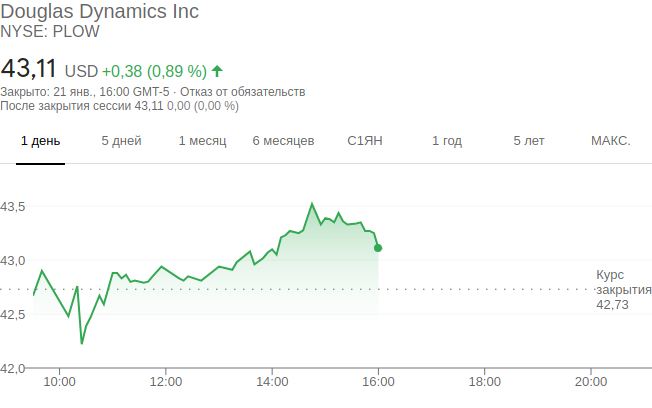 Douglas Dynamics Inc
NYSE: PLOW
43,11 USD +0,38 (0,89 %)
Закрыто: 21 янв., 16:00 GMT-5 · Отказ от обязательств
После закрытия сессии 43,11 0,00 (0,00 %)
1 день 5 дней 1 месяц 6 месяцев С1ЯН 1 год 5 лет МАКС.
43,5
43,0
Курс
закрытия
42,73
42,5
42,0
10:00 12:00 14:00 16:00 18:00 20:00